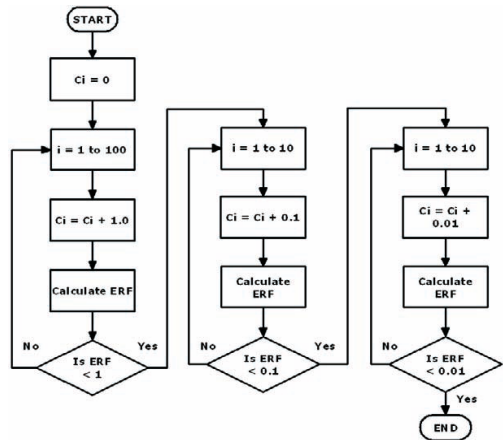 START
Ci = 0
i = 1 to 100
Ci = Ci + 1.0
Calculate ERF
No
Yes
Is ERF
< 1
i = 1 to 10
Ci = Ci + 0.1
Calculate
ERF
No
Yes
Is ERF
< 0.1
i = 1 to 10
Ci = Ci +
0.01
Calculate
ERF
No
Is ERF
< 0.01
Yes
END